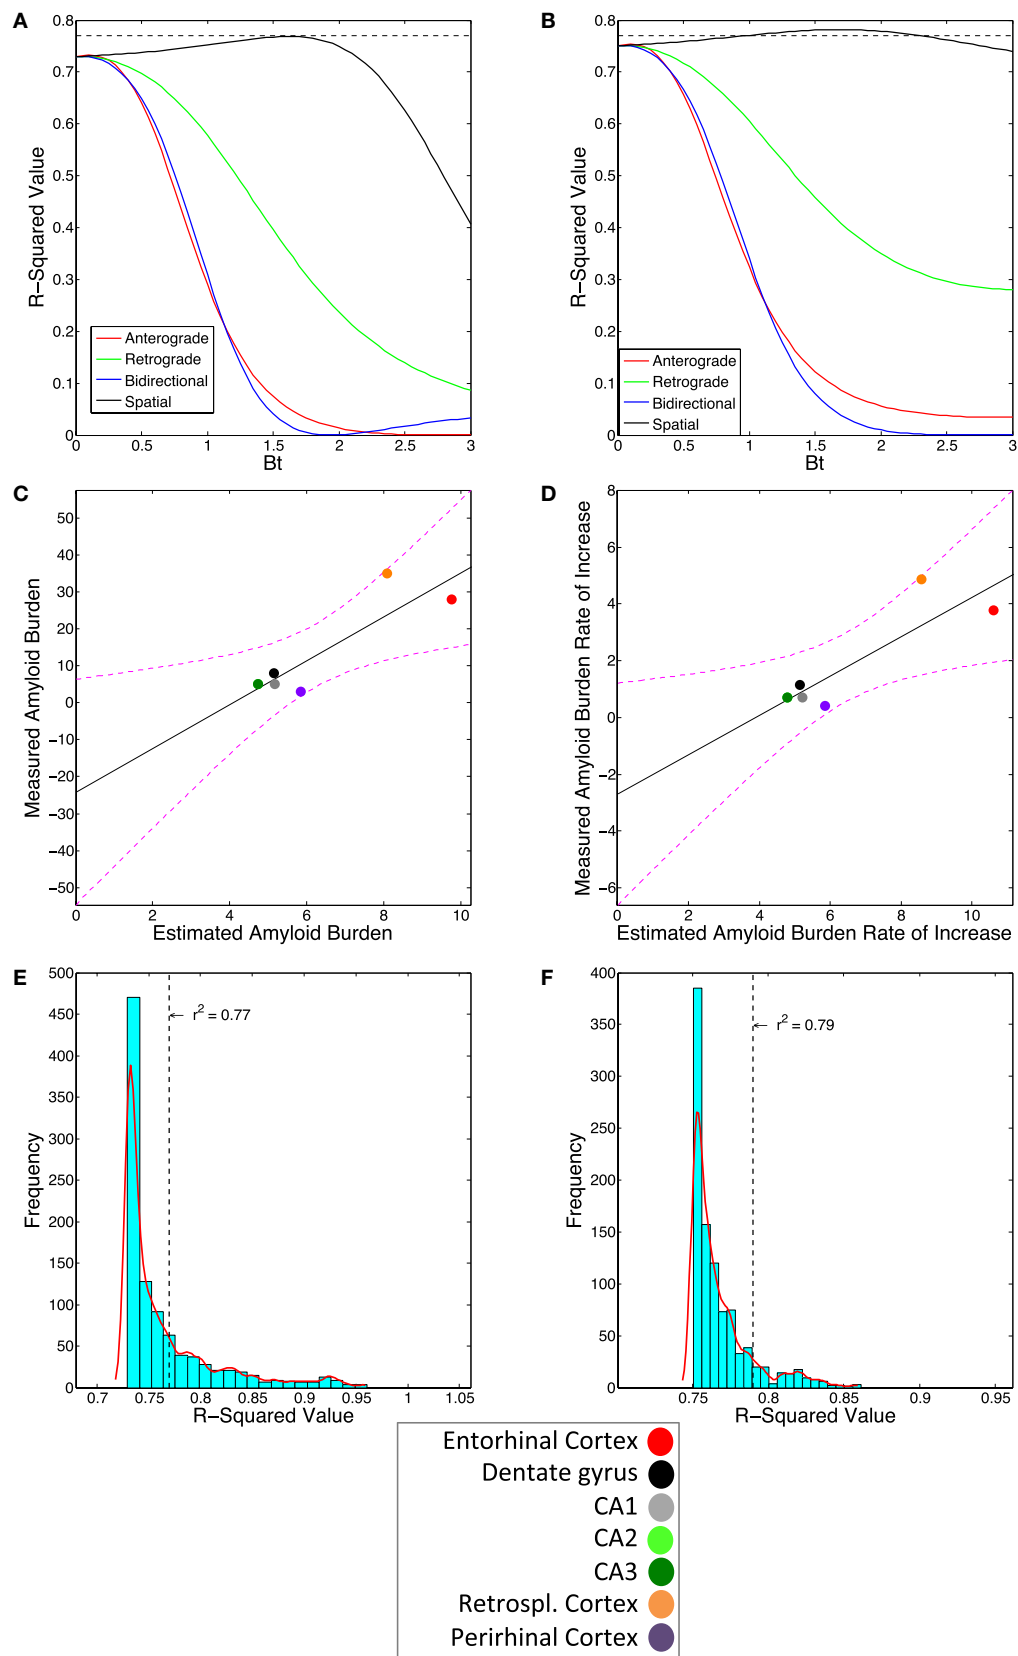 A
0.8
0.7
0.6
0.5
0.4
0.3
0.2
0.1
0
R−Squared Value
Anterograde
Retrograde
Bidirectional
Spatial
0 0.5 1 1.5 2 2.5 3
Bt
B
0.8
0.7
0.6
0.5
0.4
0.3
0.2
0.1
0
R−Squared Value
Anterograde
Retrograde
Bidirectional
Spatial
0 0.5 1 1.5 2 2.5 3
Bt
C
50
40
30
20
10
0
−10
−20
−30
−40
−50
Measured Amyloid Burden
0 2 4 6 8 10
Estimated Amyloid Burden
D
8
6
4
2
0
−2
−4
−6
Measured Amyloid Burden Rate of Increase
0 2 4 6 8 10
Estimated Amyloid Burden Rate of Increase
E
500
450
400
350
300
250
200
150
100
50
0
Frequency
r2 = 0.77
0.7 0.75 0.8 0.85 0.9 0.95 1 1.05
R−Squared Value
F
400
350
300
250
200
150
100
50
0
Frequency
r2 = 0.79
0.75 0.8 0.85 0.9 0.95
R−Squared Value
Entorhinal Cortex
Dentate gyrus
CA1
CA2
CA3
Retrospl. Cortex
Perirhinal Cortex